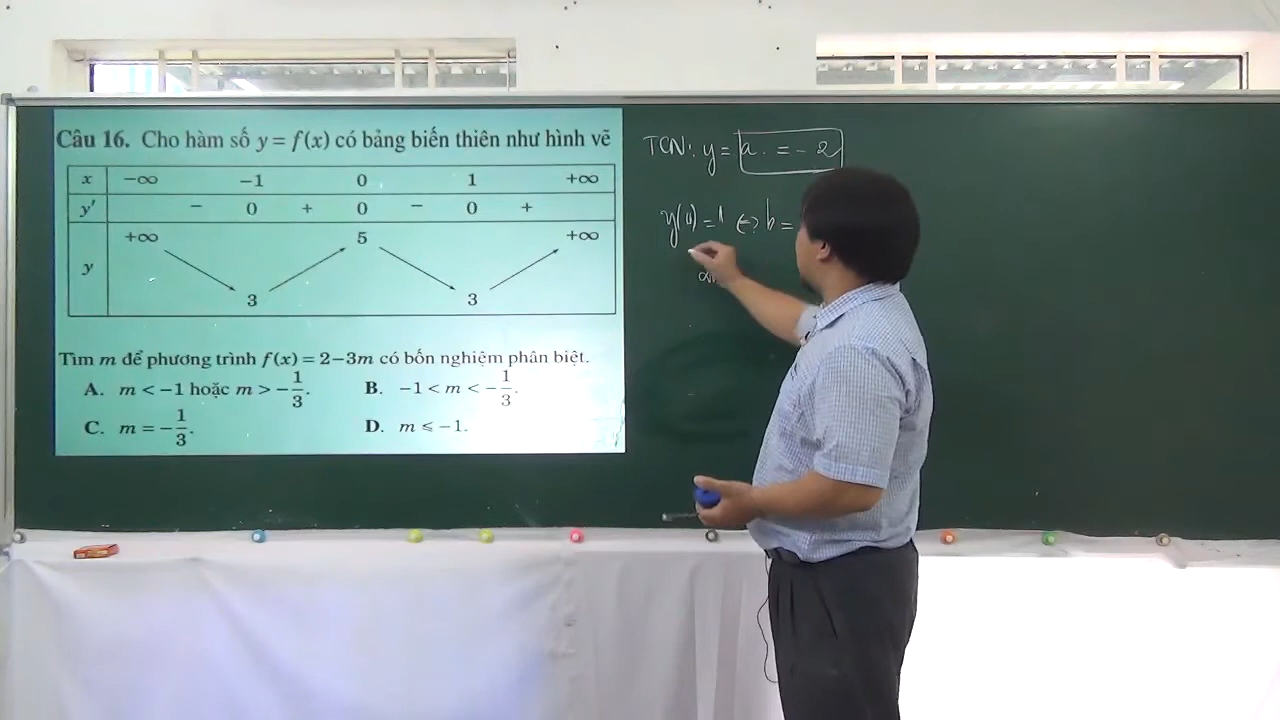 Câu 16. Cho hàm số y = f(x) có bảng biến thiên như hình vẽ
x −∞ −1 0 1 +∞
y′ − 0 + 0 − 0 +
+∞ 5 +∞
y
3 3
Tìm m để phương trình f(x) = 2−3m có bốn nghiệm phân biệt.
A. m < −1 hoặc m > −1/3. B. −1 < m < −1/3.
C. m = −1/3. D. m ⩽ −1.
TCN: y = a. = -2
y(0) = 1 ⇔ b =